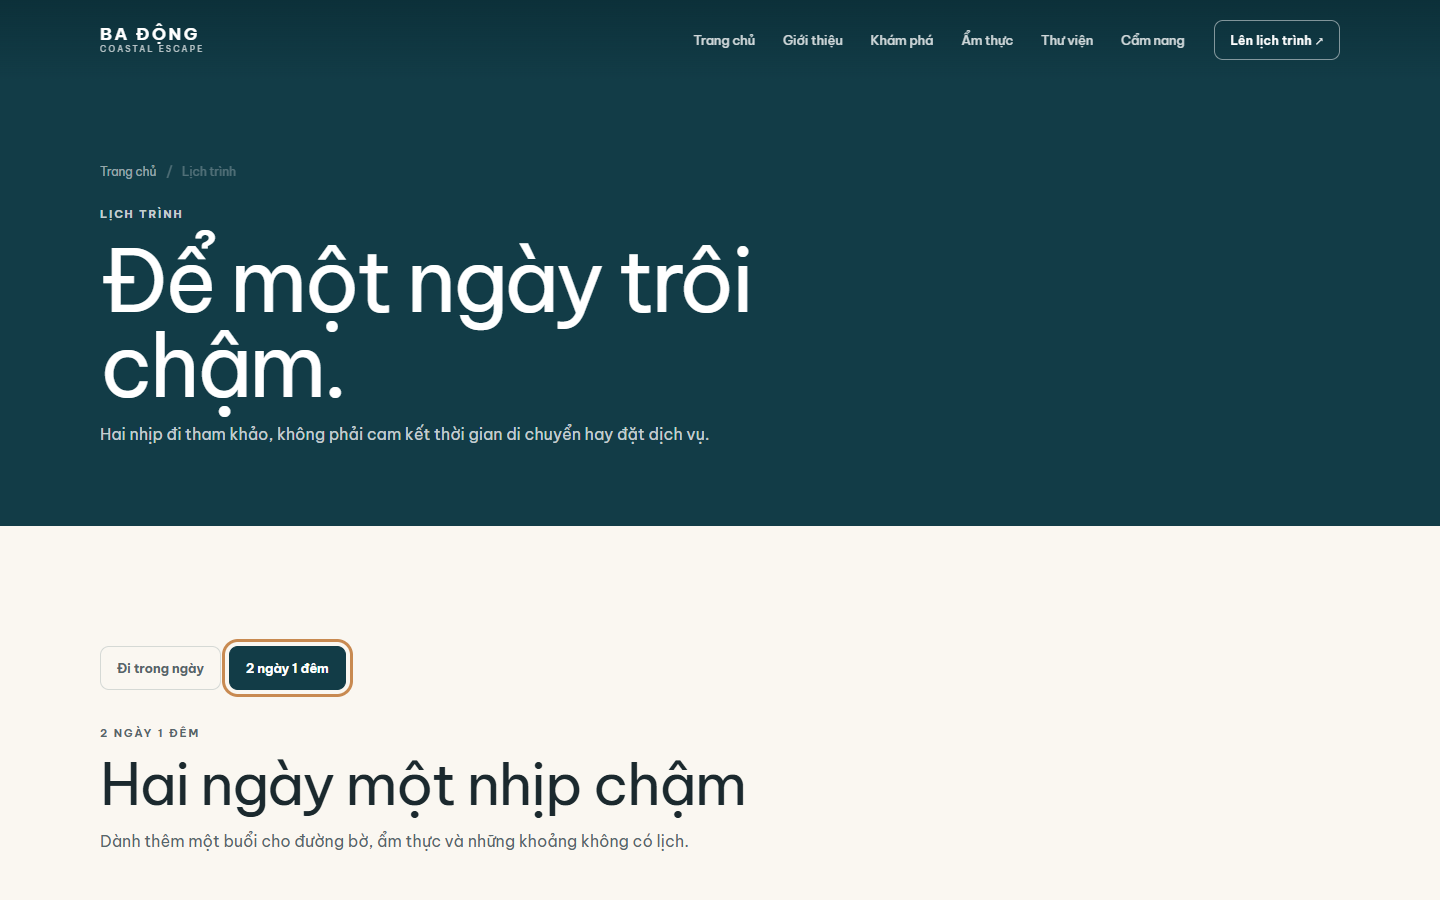 BA ĐỘNG
COASTAL ESCAPE
Trang chủ
Giới thiệu
Khám phá
Ẩm thực
Thư viện
Cẩm nang
Lên lịch trình ↗
Trang chủ / Lịch trình
LỊCH TRÌNH
Để một ngày trôi
chậm.
Hai nhịp đi tham khảo, không phải cam kết thời gian di chuyển hay đặt dịch vụ.
Đi trong ngày
2 ngày 1 đêm
2 NGÀY 1 ĐÊM
Hai ngày một nhịp chậm
Dành thêm một buổi cho đường bờ, ẩm thực và những khoảng không có lịch.